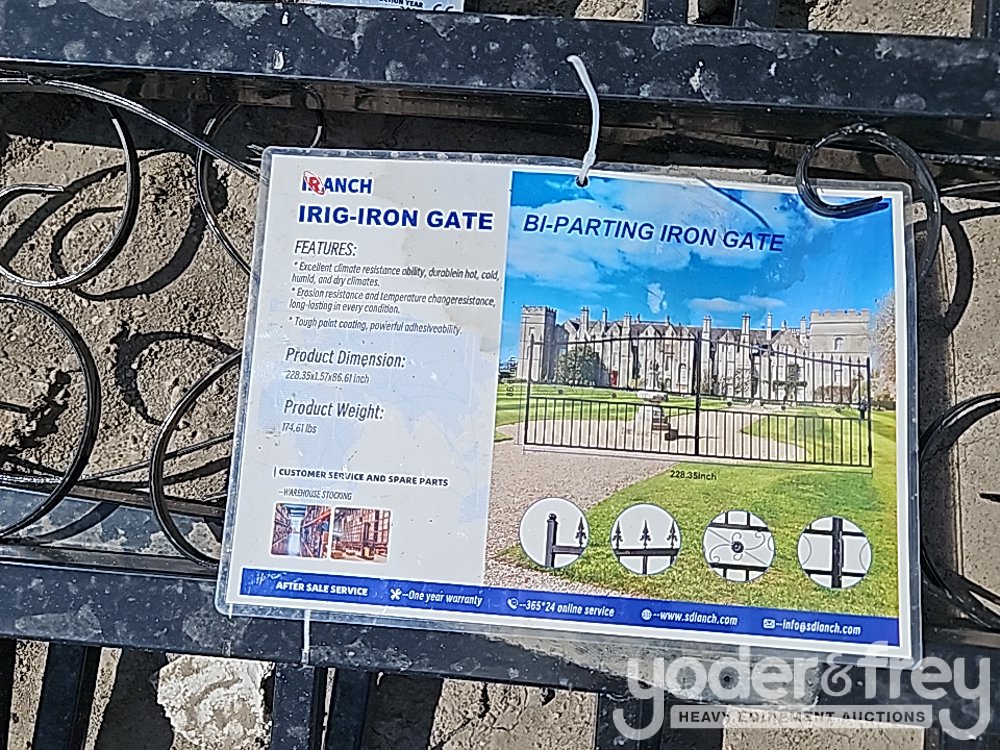 IRANCH
IRIG-IRON GATE
FEATURES:
* Excellent climate resistance ability, durablein hot, cold,
humid, and dry climates.
* Erosion resistance and temperature changeresistance,
long-lasting in every condition.
* Tough paint coating, powerful adhesiveability
Product Dimension:
228.35x1.57x86.61 inch
Product Weight:
174.61 lbs
| CUSTOMER SERVICE AND SPARE PARTS
--WAREHOUSE STOCKING
BI-PARTING IRON GATE
228.35inch
AFTER SALE SERVICE --One year warranty --365*24 online service --www.sdlanch.com --info@sdlanch.com
yoder&frey
HEAVY EQUIPMENT AUCTIONS